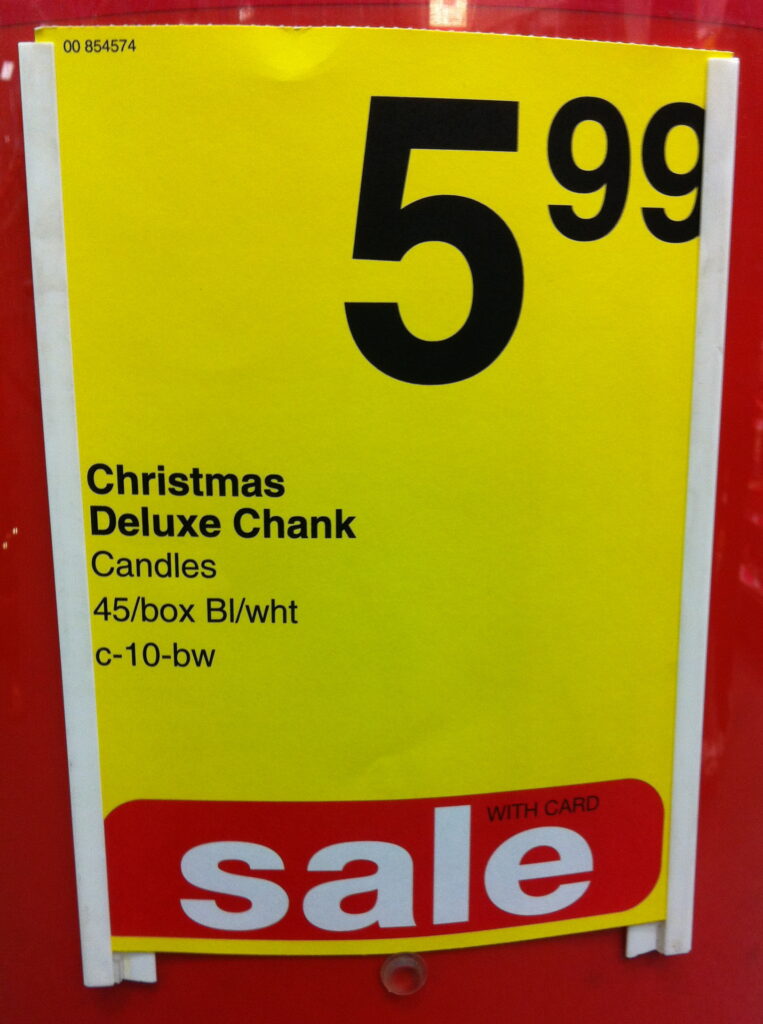 00 854574
5 99
Christmas
Deluxe Chank
Candles
45/box Bl/wht
c-10-bw
WITH CARD
sale